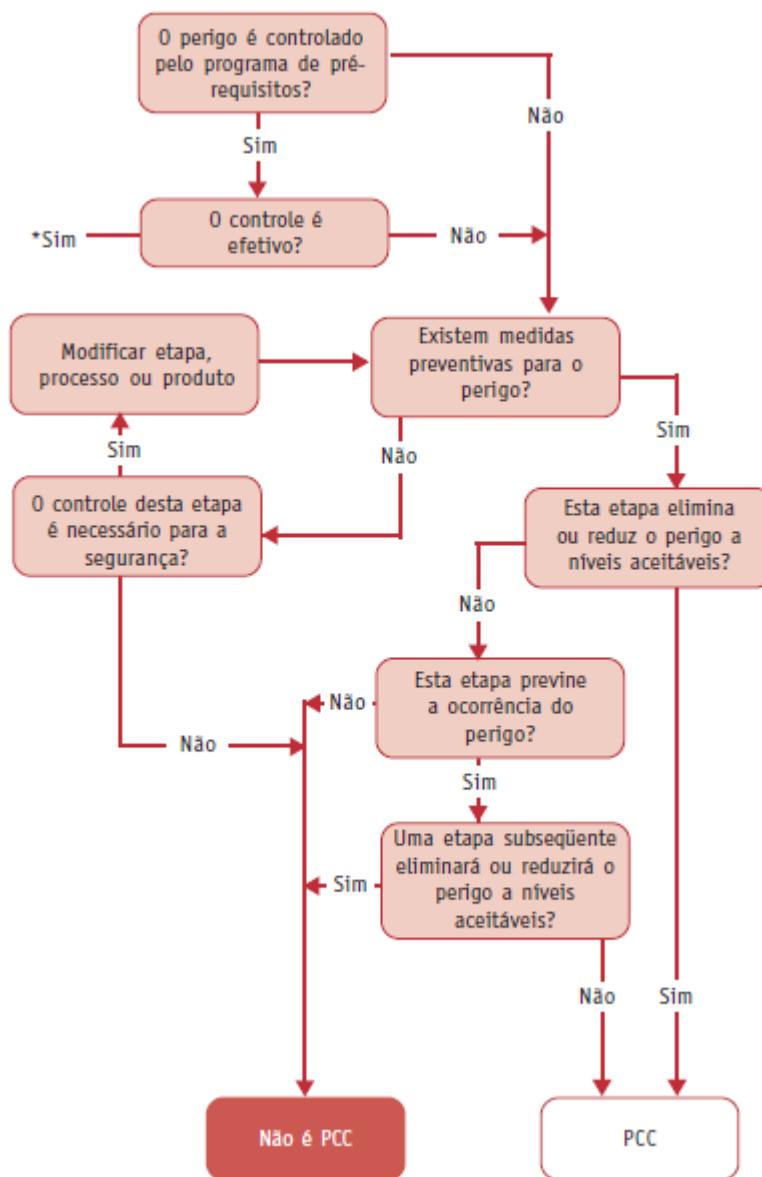 O perigo é controlado
pelo programa de pré-
requisitos?
Não
Sim
O controle é
efetivo?
*Sim
Não
Modificar etapa,
processo ou produto
Existem medidas
preventivas para o
perigo?
Sim
Não
Sim
O controle desta etapa
é necessário para a
segurança?
Esta etapa elimina
ou reduz o perigo a
níveis aceitáveis?
Não
Esta etapa previne
a ocorrência do
perigo?
Não
Não
Sim
Uma etapa subseqüente
eliminará ou reduzirá o
perigo a níveis
aceitáveis?
Sim
Não
Sim
Não é PCC
PCC